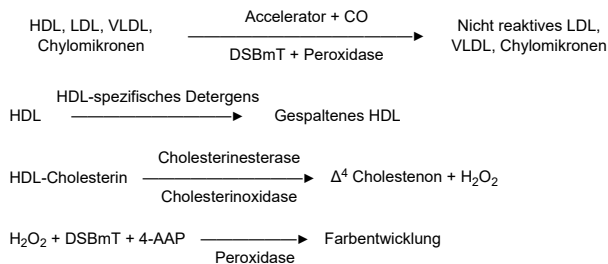 Accelerator + CO
HDL, LDL, VLDL,
Chylomikronen
DSBmT + Peroxidase
Nicht reaktives LDL,
VLDL, Chylomikronen
HDL-spezifisches Detergens
HDL
Gespaltenes HDL
Cholesterinesterase
HDL-Cholesterin
Cholesterinoxidase
Δ⁴ Cholestenon + H₂O₂
H₂O₂ + DSBmT + 4-AAP
Peroxidase
Farbentwicklung